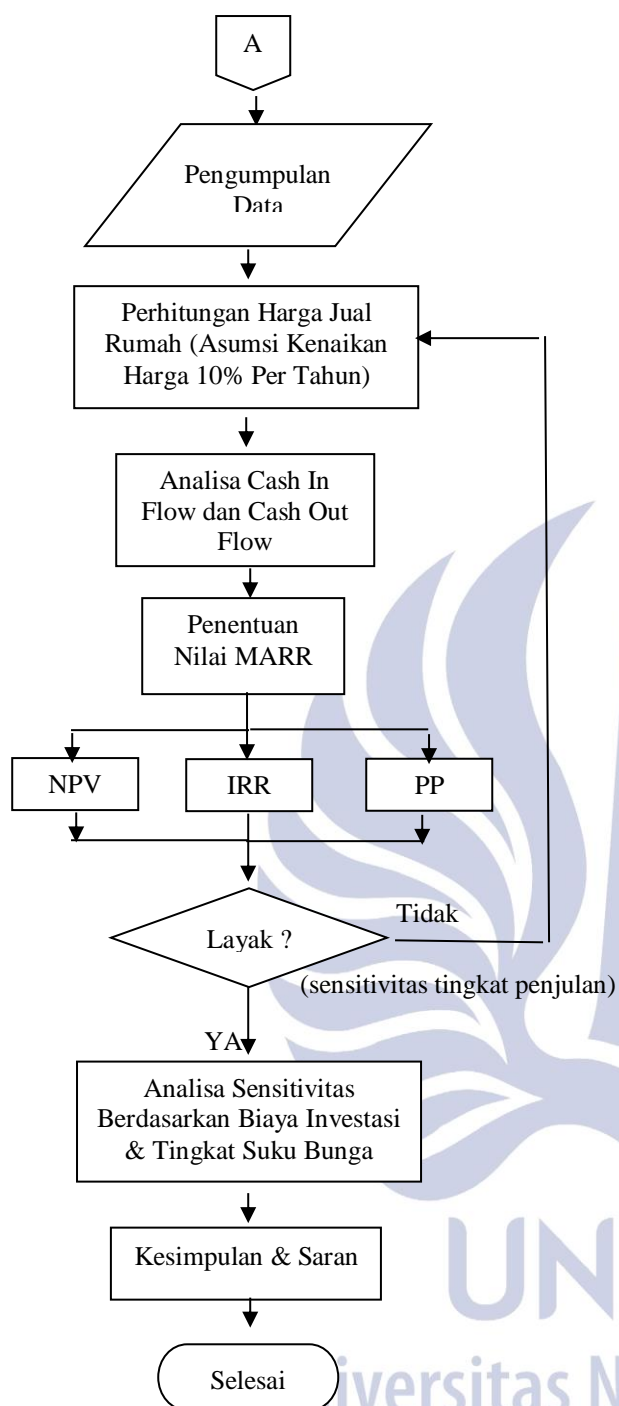 A
Pengumpulan
Data
Perhitungan Harga Jual
Rumah (Asumsi Kenaikan
Harga 10% Per Tahun)
Analisa Cash In
Flow dan Cash Out
Flow
Penentuan
Nilai MARR
NPV
IRR
PP
Layak ?
Tidak
(sensitivitas tingkat penjulan)
YA
Analisa Sensitivitas
Berdasarkan Biaya Investasi
& Tingkat Suku Bunga
Kesimpulan & Saran
UN
Selesai
iversitas N